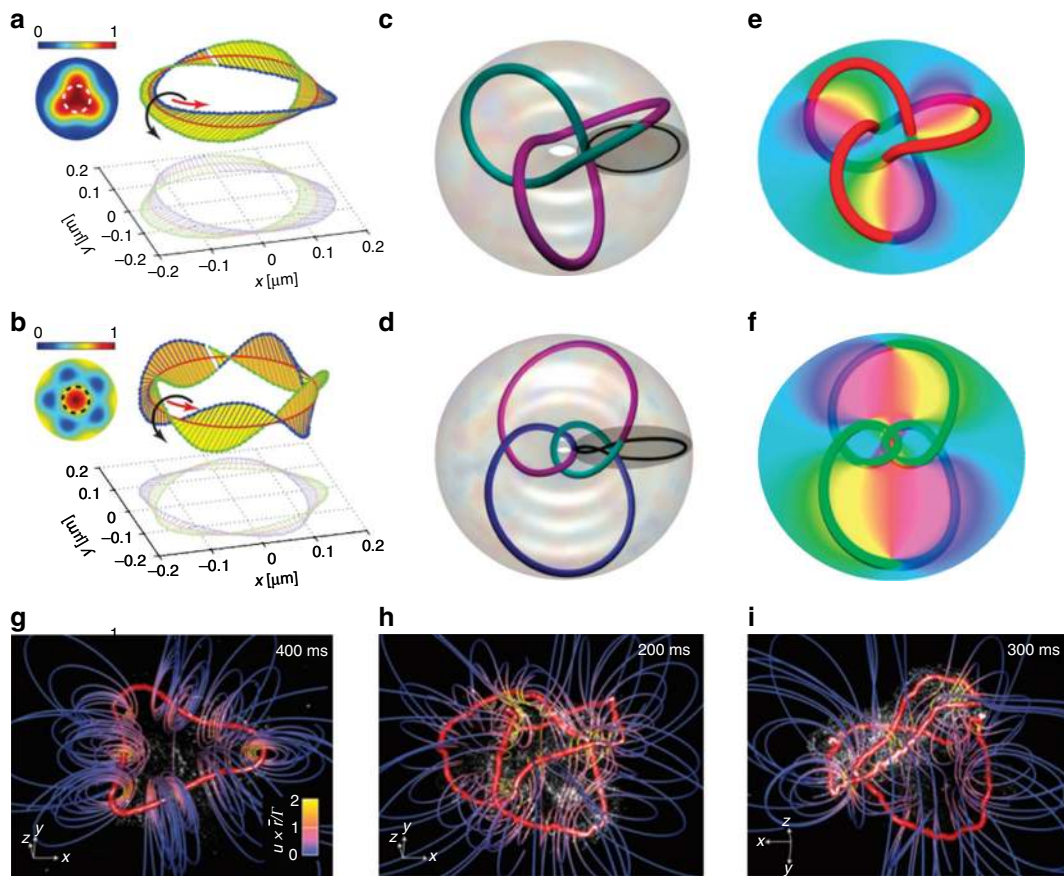 a
0 1
0.2
0.1
0
–0.1
–0.2
y [µm]
–0.2
–0.1
0
0.1
0.2
x [µm]
b
0 1
0.2
0.1
0
–0.1
–0.2
y [µm]
–0.2
–0.1
0
0.1
0.2
x [µm]
c
d
e
f
g
1
400 ms
2
1
0
u × r̄/Γ
z y x
h
200 ms
z y x
i
300 ms
z
x
y